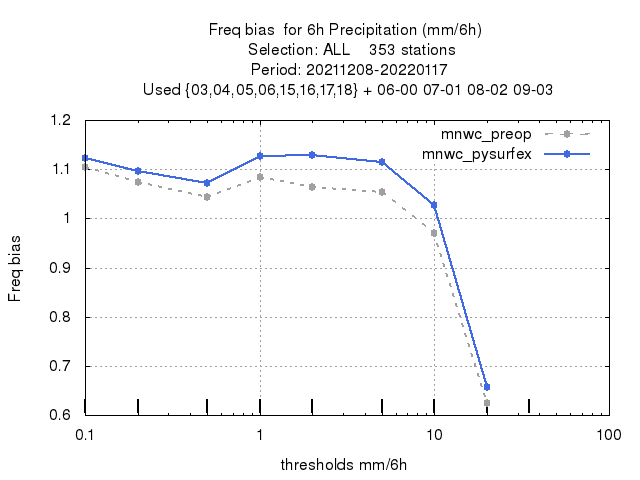 Freq bias  for 6h Precipitation (mm/6h)
Selection: ALL    353 stations
Period: 20211208-20220117
Used {03,04,05,06,15,16,17,18} + 06-00 07-01 08-02 09-03
mnwc_preop
mnwc_pysurfex
1.2
1.1
1
0.9
0.8
0.7
0.6
Freq bias
0.1
1
10
100
thresholds mm/6h